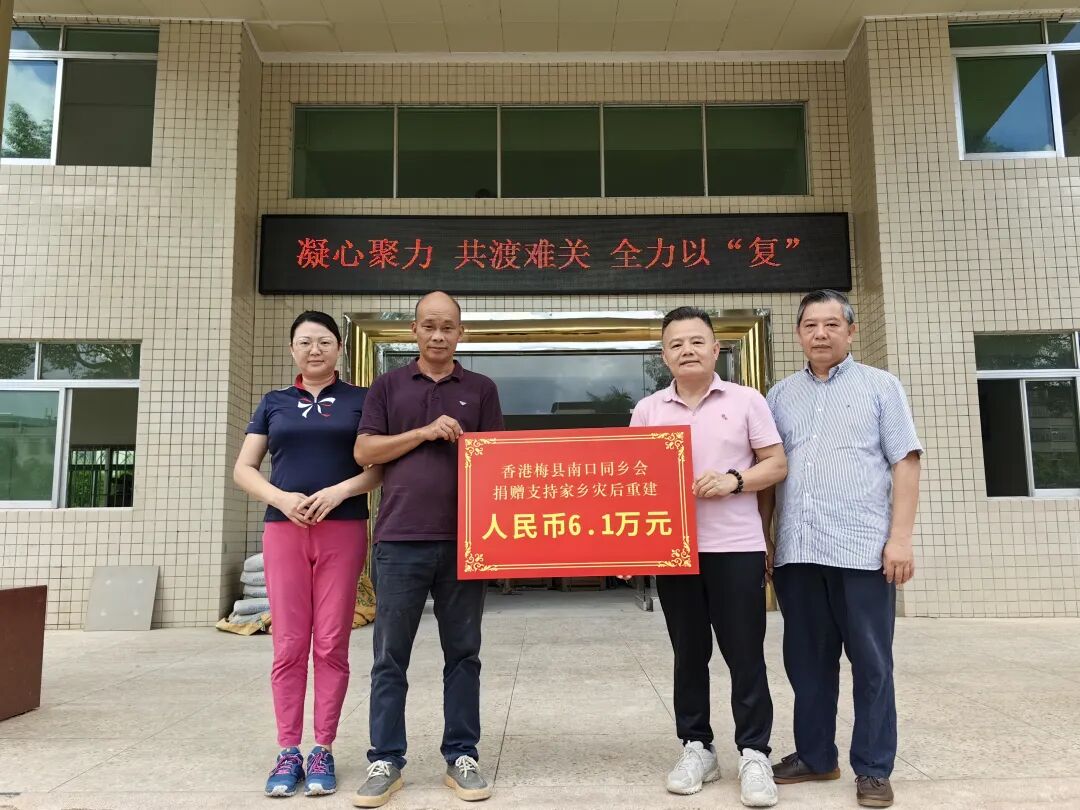 凝心聚力 共渡难关 全力以“复”
香港梅县南口同乡会
捐赠支持家乡灾后重建
人民币6.1万元